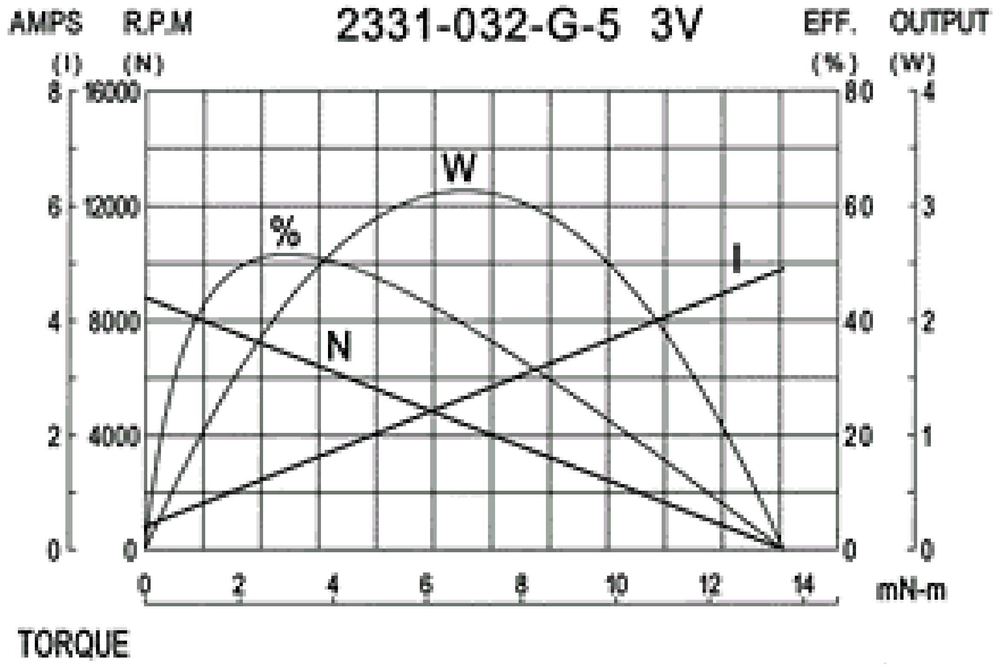 AMPS R.P.M 2331-032-G-5 3V EFF. OUTPUT
(I) (N) (%) (W)
8 16000 80 4
W
6 12000 60 3
%
I
4 8000 40 2
N
2 4000 20 1
0 0 0 0
0 2 4 6 8 10 12 14 mN-m
TORQUE